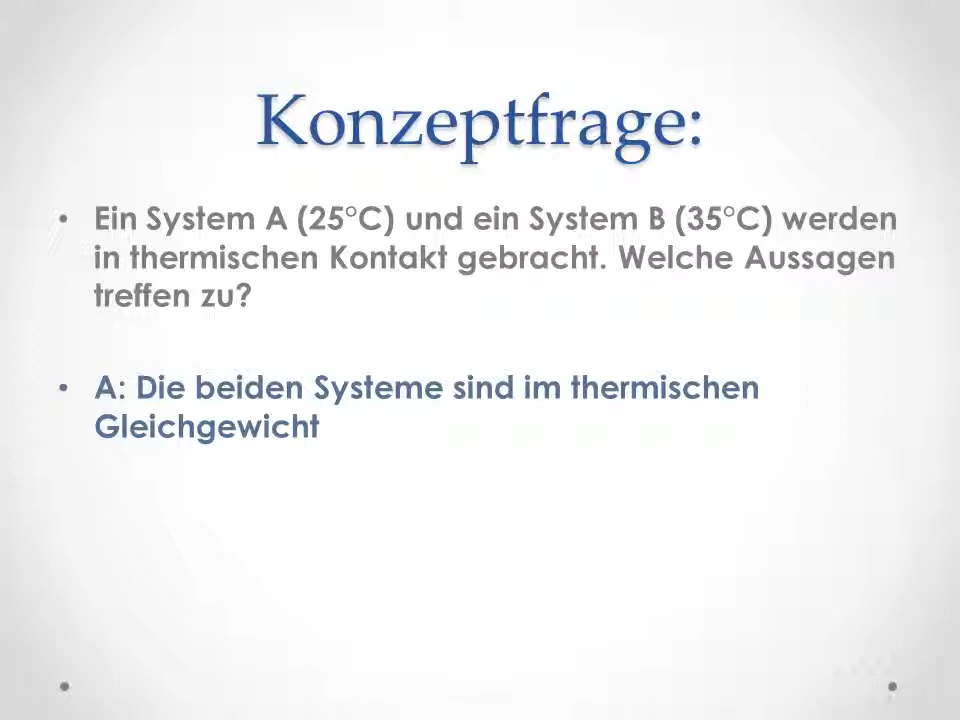 Konzeptfrage:
• Ein System A (25°C) und ein System B (35°C) werden
in thermischen Kontakt gebracht. Welche Aussagen
treffen zu?
• A: Die beiden Systeme sind im thermischen
Gleichgewicht